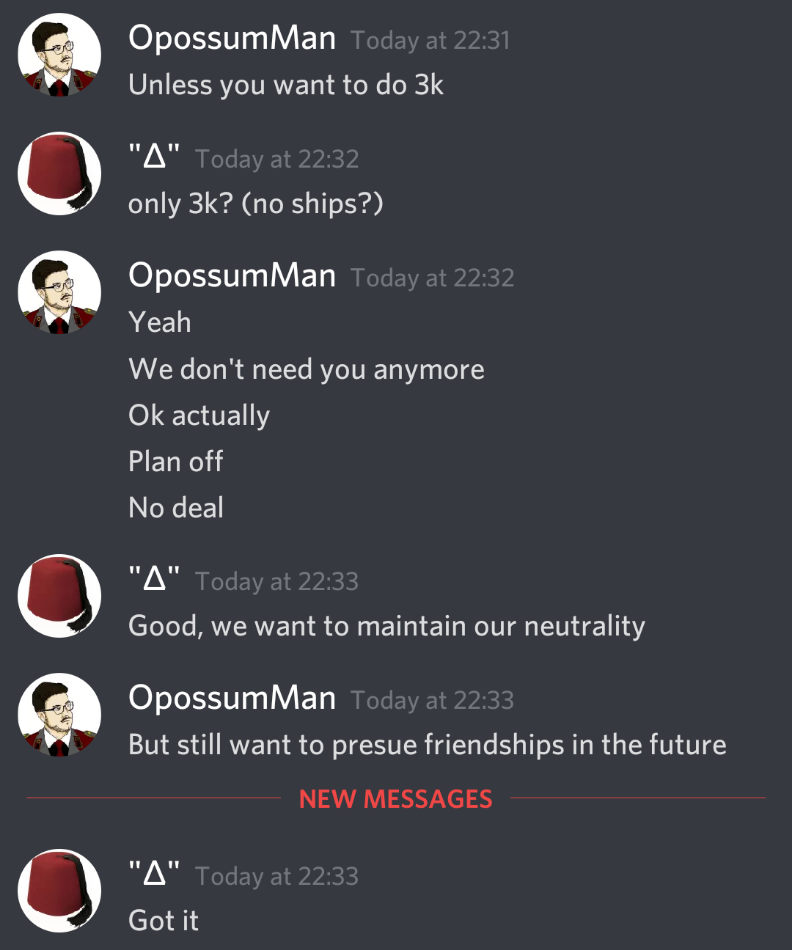 OpossumMan Today at 22:31
Unless you want to do 3k
"Δ" Today at 22:32
only 3k? (no ships?)
OpossumMan Today at 22:32
Yeah
We don't need you anymore
Ok actually
Plan off
No deal
"Δ" Today at 22:33
Good, we want to maintain our neutrality
OpossumMan Today at 22:33
But still want to presue friendships in the future
NEW MESSAGES
"Δ" Today at 22:33
Got it